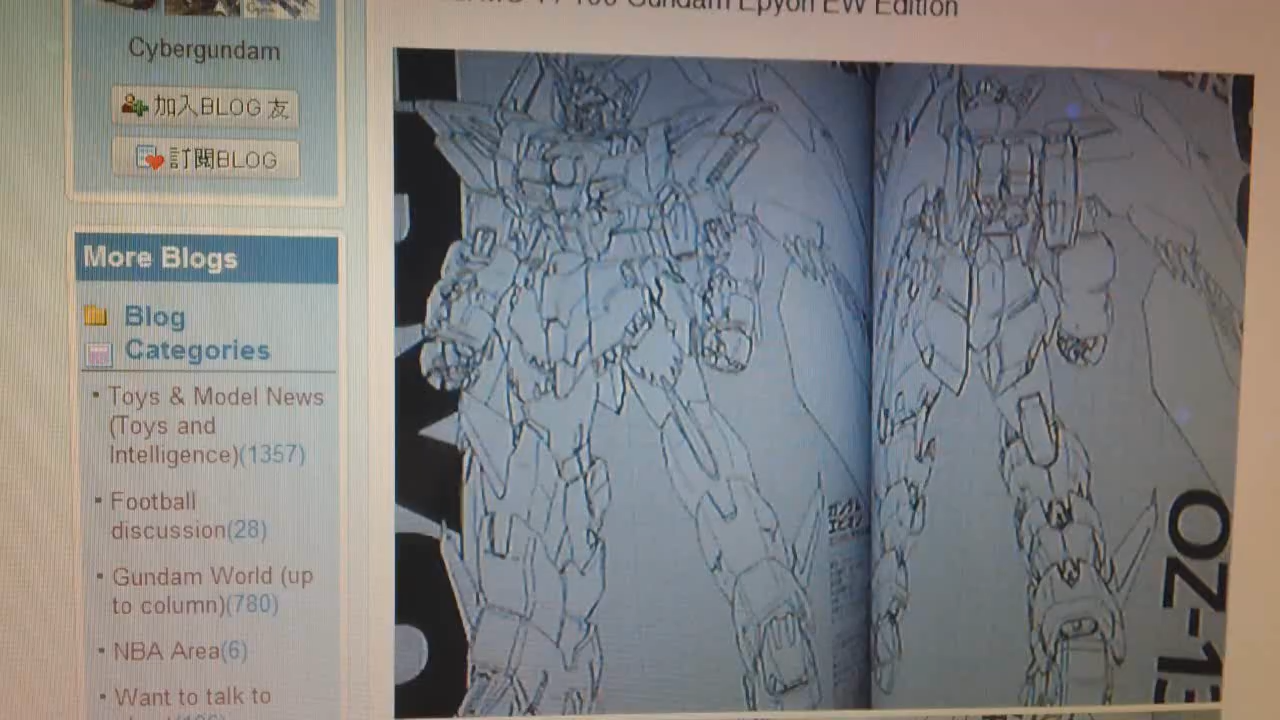 Gundam Epyon EW Edition
Cybergundam
加入BLOG 友
訂閱BLOG
More Blogs
Blog
Categories
• Toys & Model News
(Toys and
Intelligence)(1357)
• Football
discussion(28)
• Gundam World (up
to column)(780)
• NBA Area(6)
• Want to talk to
OZ-1